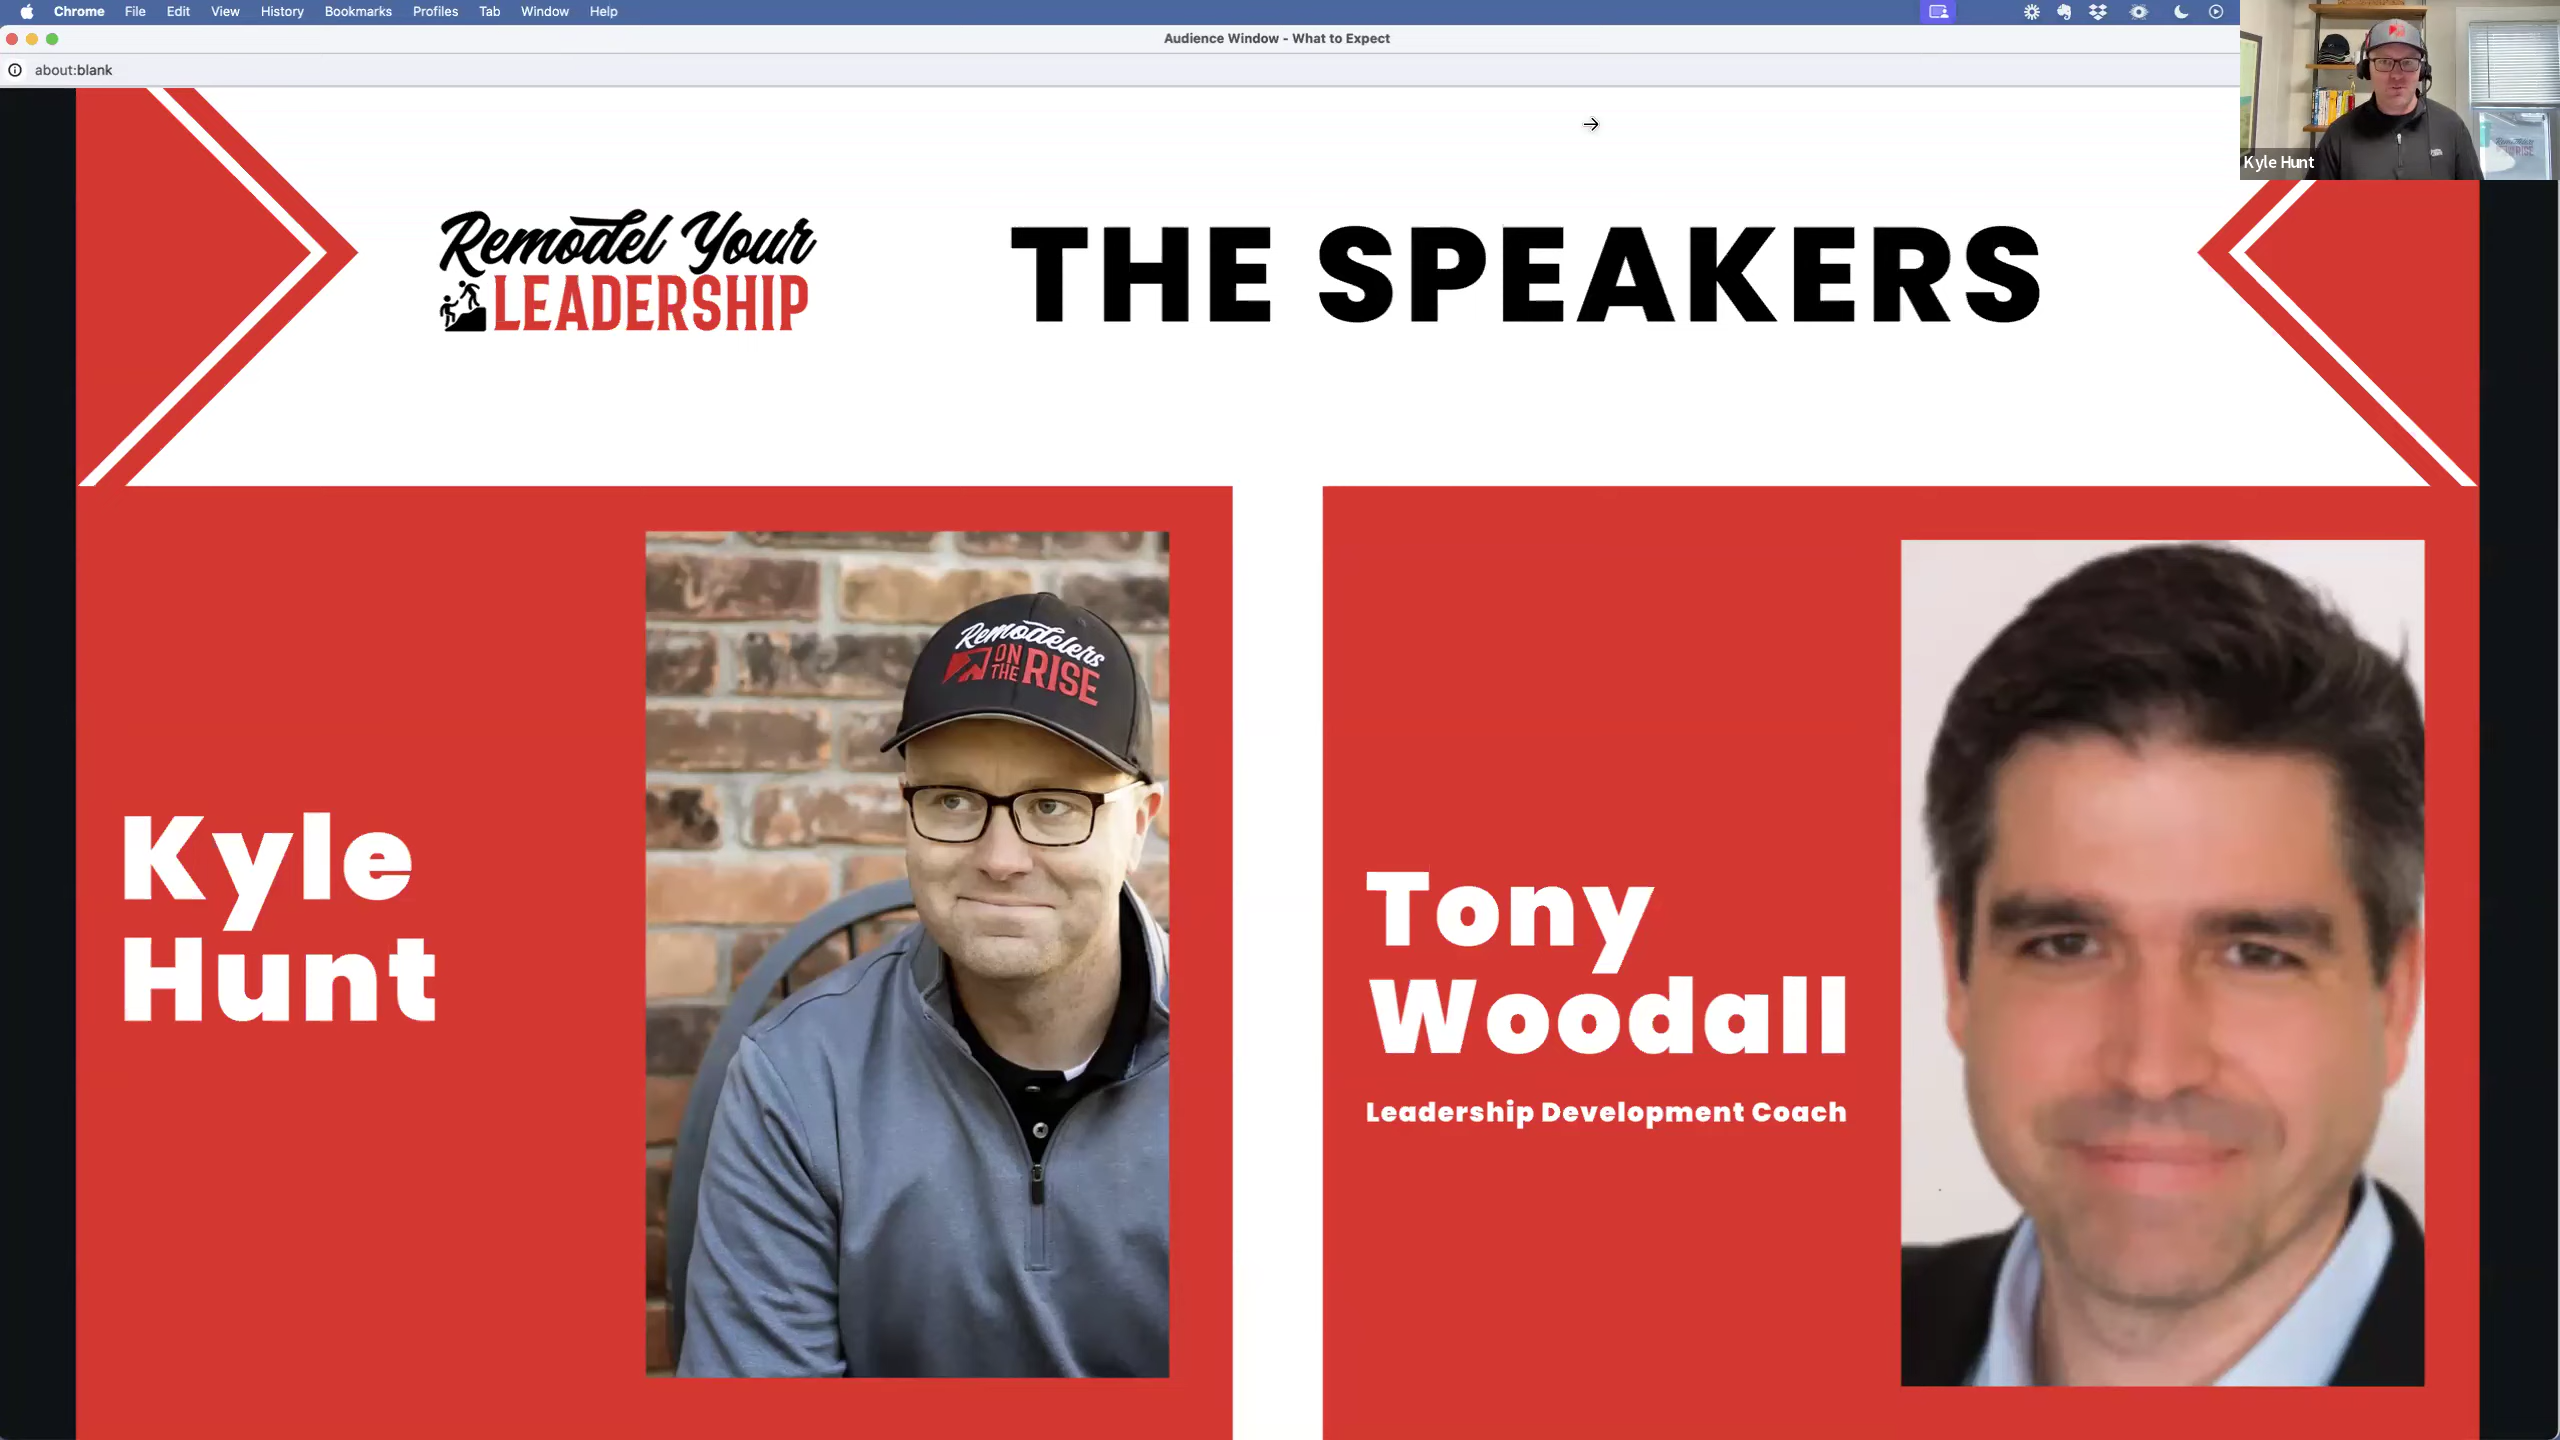 Chrome File Edit View History Bookmarks Profiles Tab Window Help
Audience Window - What to Expect
about:blank
Kyle Hunt
Remodel Your
LEADERSHIP
THE SPEAKERS
Remodelers
ON
THE
RISE
Kyle
Hunt
Tony
Woodall
Leadership Development Coach